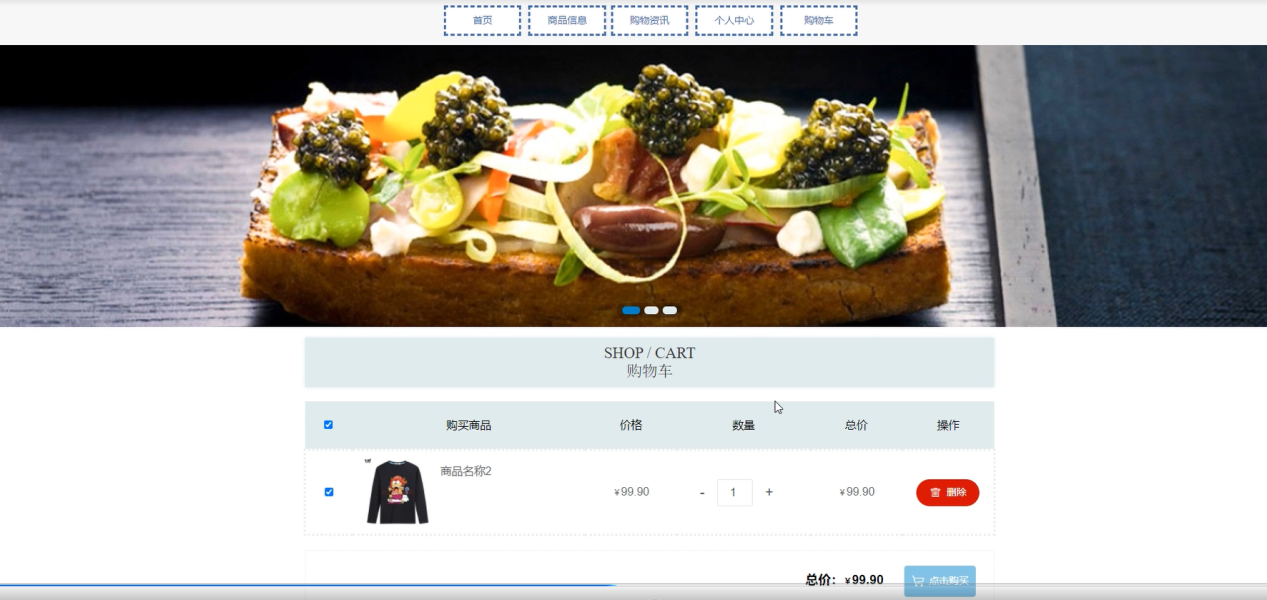 首页 商品信息 购物资讯 个人中心 购物车
SHOP / CART
购物车
购买商品 价格 数量 总价 操作
商品名称2
¥99.90 - 1 + ¥99.90 删除
总价：¥99.90 点击购买